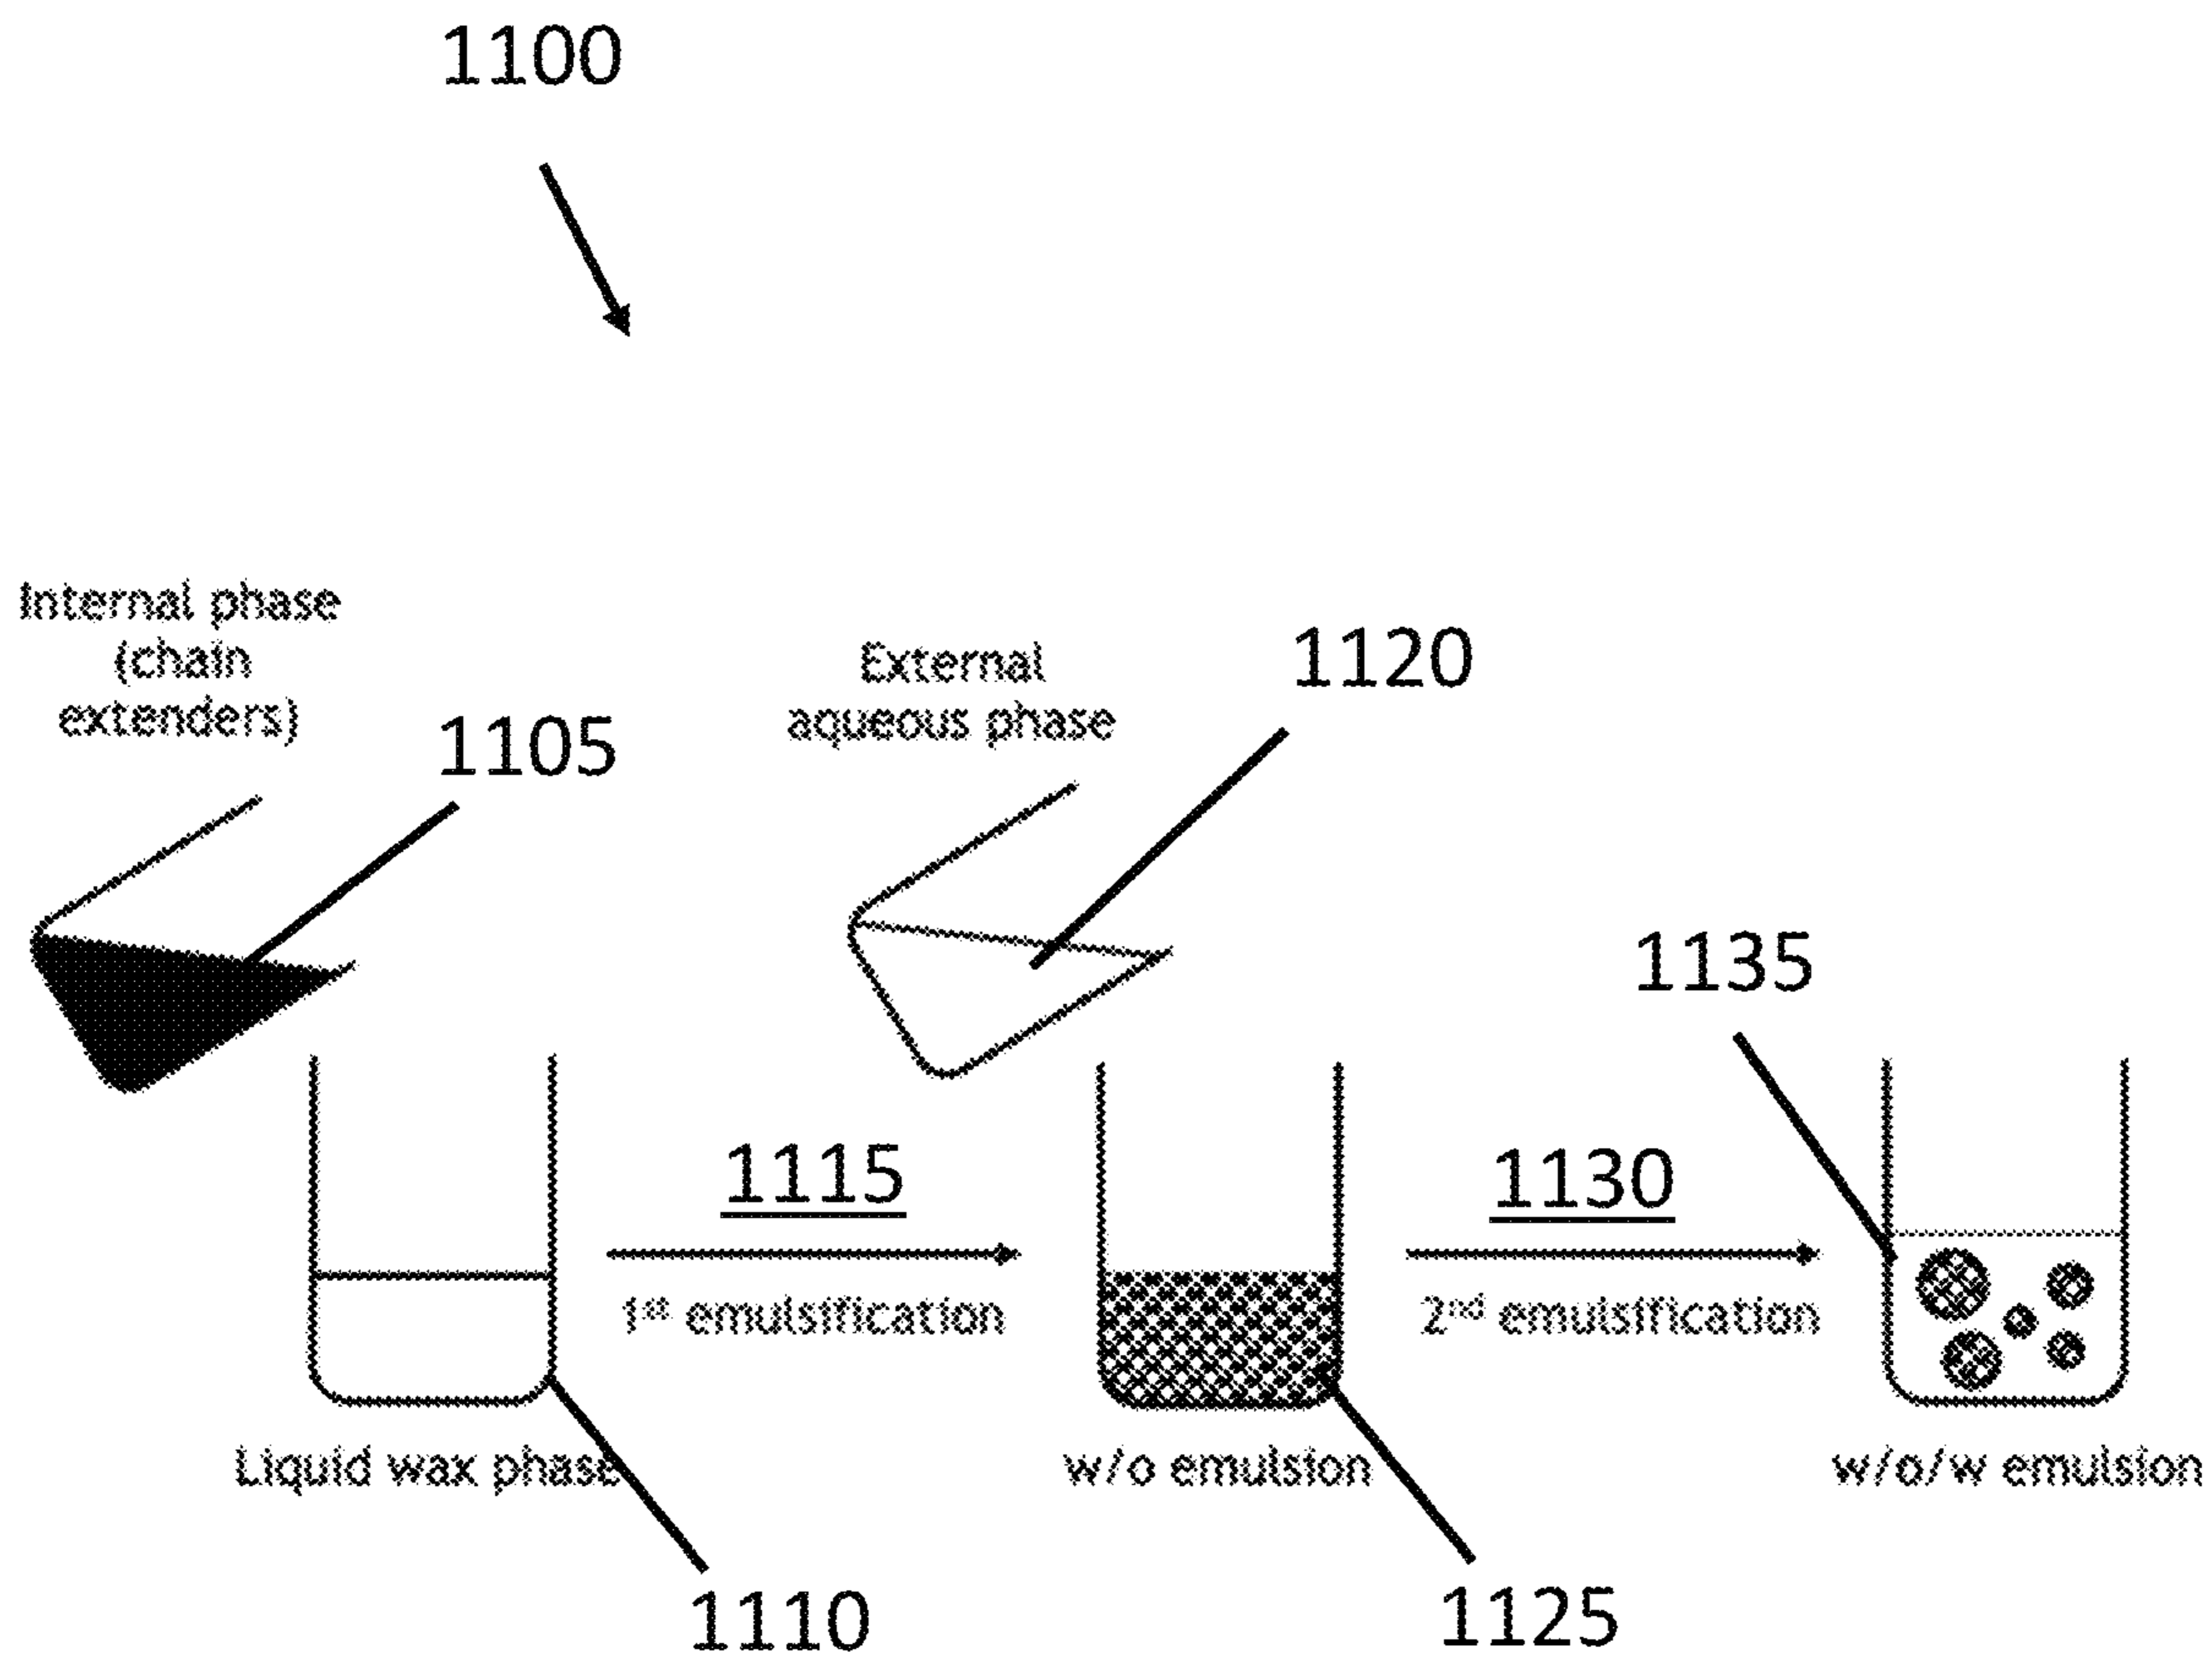 1100
Internal phase
(chain
extenders)
1105
External
aqueous phase
1120
1135
1115
1st emulsification
1130
2nd emulsification
Liquid wax phase
w/o emulsion
w/o/w emulsion
1110
1125